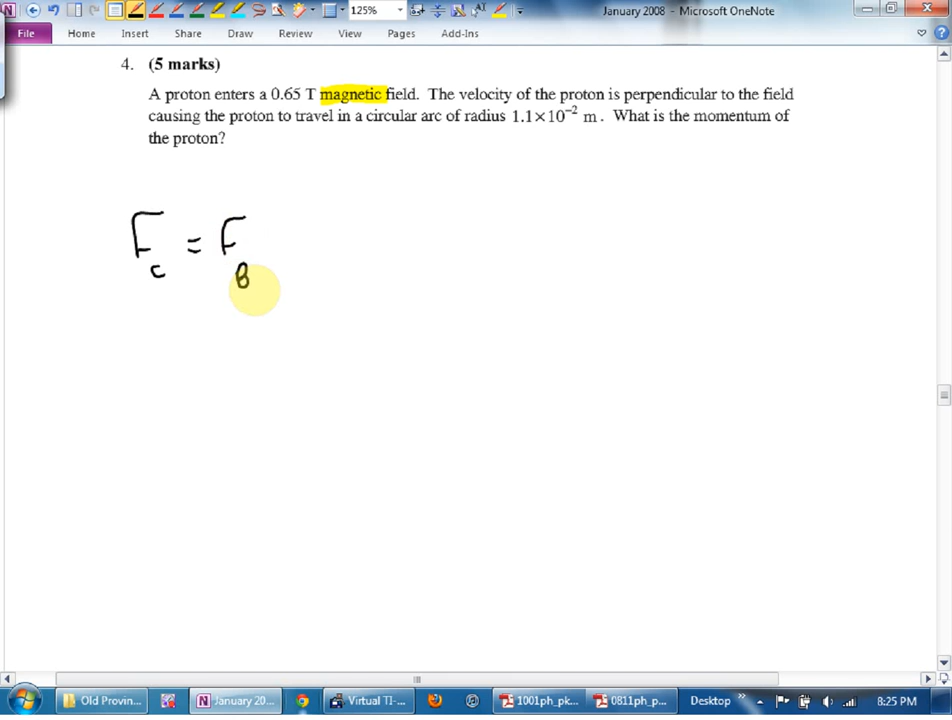 125%
January 2008 - Microsoft OneNote
File Home Insert Share Draw Review View Pages Add-Ins
4. (5 marks)
A proton enters a 0.65 T magnetic field. The velocity of the proton is perpendicular to the field
causing the proton to travel in a circular arc of radius 1.1×10⁻² m. What is the momentum of
the proton?
F_c = F_B
Old Provin... January 20... Virtual TI-... 1001ph_pk... 0811ph_p... Desktop 8:25 PM